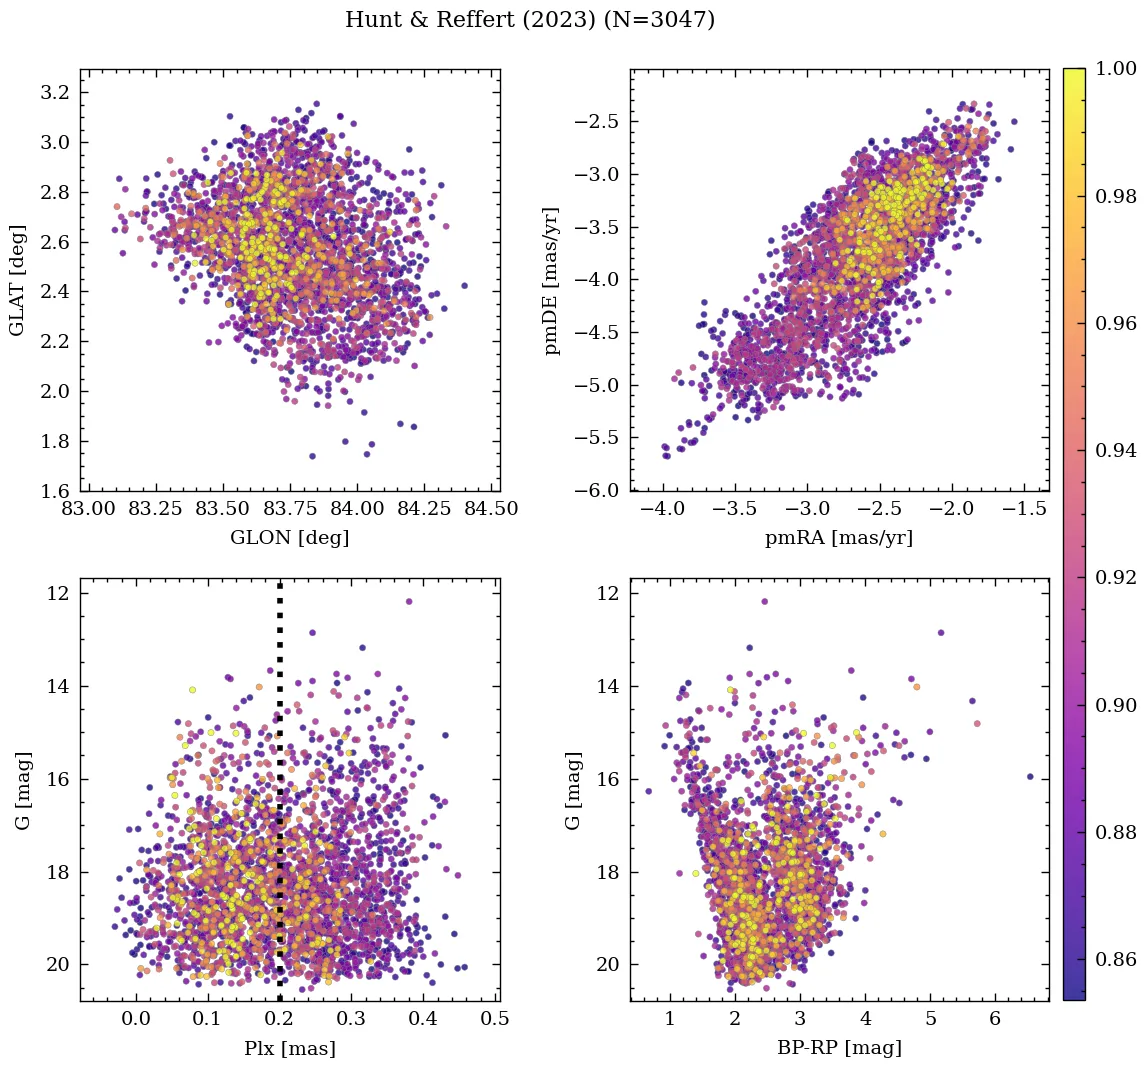 Hunt & Reffert (2023) (N=3047)
3.2
3.0
2.8
2.6
2.4
2.2
2.0
1.8
1.6
GLAT [deg]
83.00 83.25 83.50 83.75 84.00 84.25 84.50
GLON [deg]
−2.5
−3.0
−3.5
−4.0
−4.5
−5.0
−5.5
−6.0
pmDE [mas/yr]
−4.0 −3.5 −3.0 −2.5 −2.0 −1.5
pmRA [mas/yr]
12
14
16
18
20
G [mag]
0.0 0.1 0.2 0.3 0.4 0.5
Plx [mas]
12
14
16
18
20
G [mag]
1 2 3 4 5 6
BP-RP [mag]
1.00
0.98
0.96
0.94
0.92
0.90
0.88
0.86